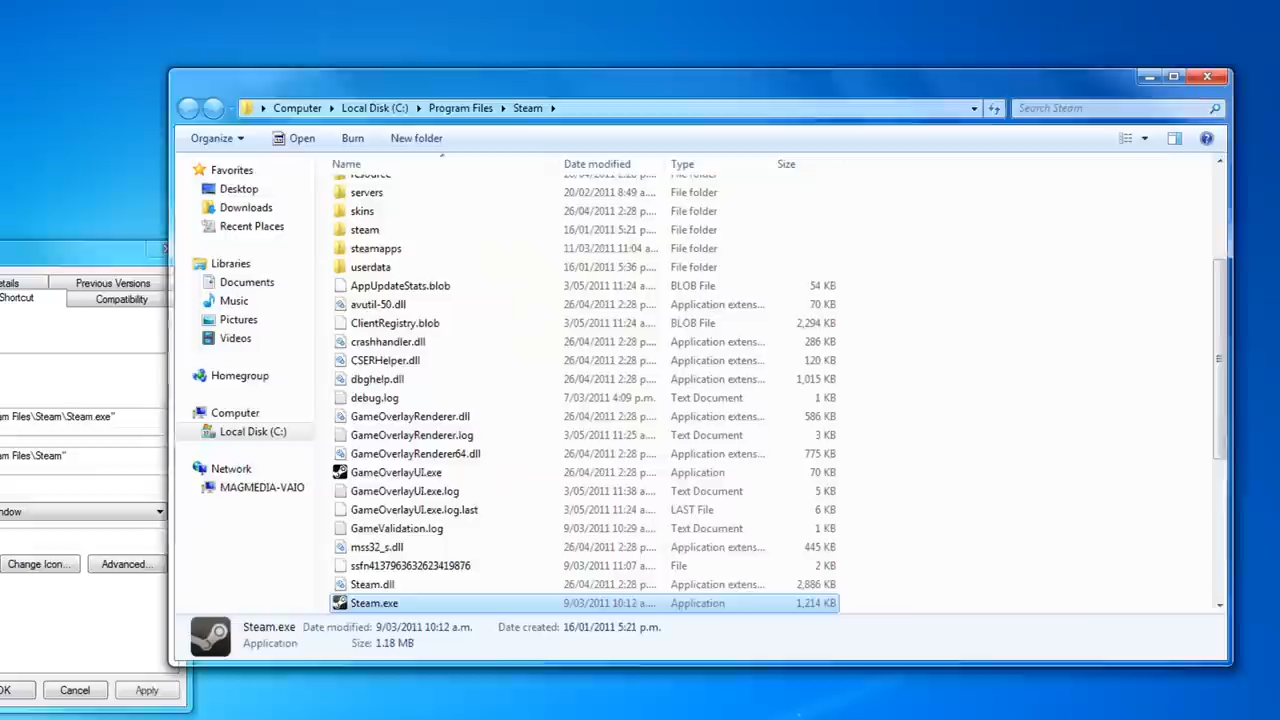 Computer Local Disk (C:) Program Files Steam Search Steam
Organize Open Burn New folder
Name Date modified Type Size
Favorites
Desktop
Downloads
Recent Places
Libraries
Documents
Music
Pictures
Videos
Homegroup
Computer
Local Disk (C:)
Network
MAGMEDIA-VAIO
servers 20/02/2011 8:49 a.... File folder
skins 26/04/2011 2:28 p.... File folder
steam 16/01/2011 5:21 p.... File folder
steamapps 11/03/2011 11:04 a... File folder
userdata 16/01/2011 5:36 p.... File folder
AppUpdateStats.blob 3/05/2011 11:24 a.... BLOB File 54 KB
avutil-50.dll 26/04/2011 2:28 p.... Application extens... 70 KB
ClientRegistry.blob 3/05/2011 11:24 a.... BLOB File 2,294 KB
crashhandler.dll 26/04/2011 2:28 p.... Application extens... 286 KB
CSERHelper.dll 26/04/2011 2:28 p.... Application extens... 120 KB
dbghelp.dll 26/04/2011 2:28 p.... Application extens... 1,015 KB
debug.log 7/03/2011 4:09 p.m. Text Document 1 KB
GameOverlayRenderer.dll 26/04/2011 2:28 p.... Application extens... 586 KB
GameOverlayRenderer.log 3/05/2011 11:25 a.... Text Document 3 KB
GameOverlayRenderer64.dll 26/04/2011 2:28 p.... Application extens... 775 KB
GameOverlayUI.exe 26/04/2011 2:28 p.... Application 70 KB
GameOverlayUI.exe.log 3/05/2011 11:38 a.... Text Document 5 KB
GameOverlayUI.exe.log.last 3/05/2011 11:24 a.... LAST File 6 KB
GameValidation.log 9/03/2011 10:29 a.... Text Document 1 KB
mss32_s.dll 26/04/2011 2:28 p.... Application extens... 445 KB
ssfn4137963632623419876 9/03/2011 11:07 a.... File 2 KB
Steam.dll 26/04/2011 2:28 p.... Application extens... 2,886 KB
Steam.exe 9/03/2011 10:12 a.... Application 1,214 KB
Steam.exe Date modified: 9/03/2011 10:12 a.m. Date created: 16/01/2011 5:21 p.m.
Application Size: 1.18 MB
etails Previous Versions
Shortcut Compatibility
am Files\Steam\Steam.exe"
am Files\Steam"
ndow
Change Icon... Advanced...
OK Cancel Apply